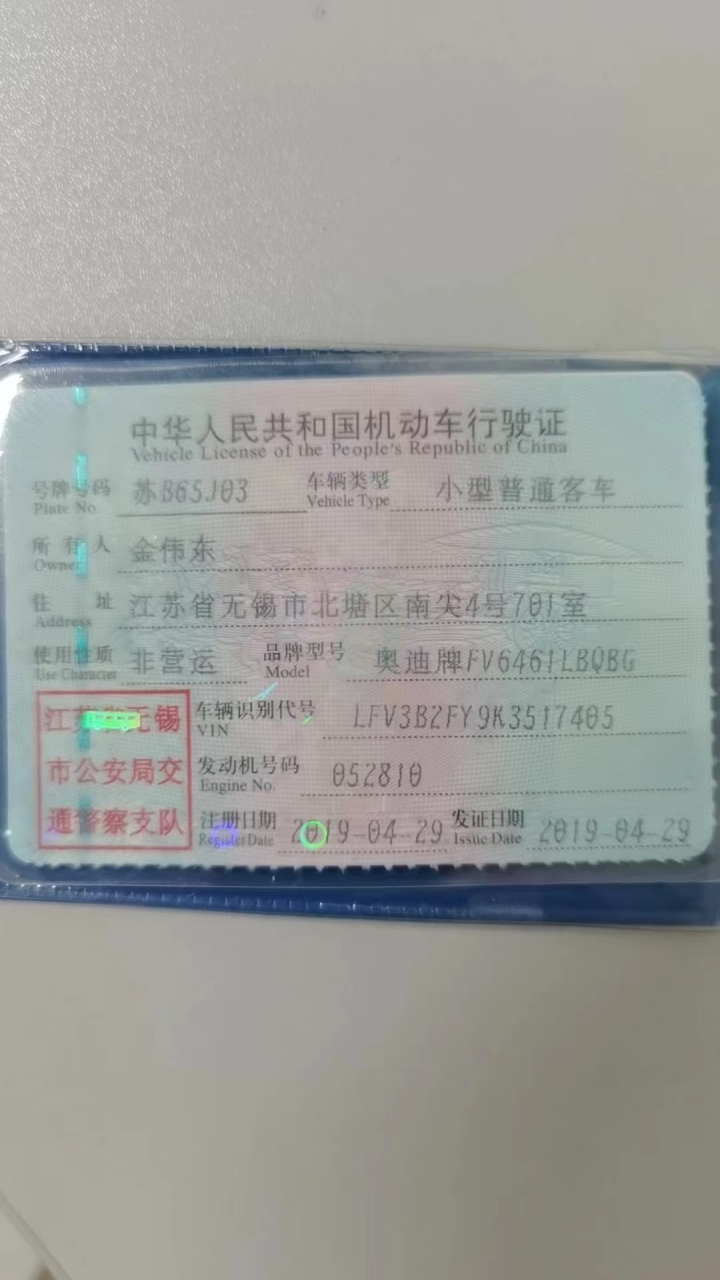 中华人民共和国机动车行驶证
Vehicle License of the People's Republic of China
号牌号码 苏B65J03 车辆类型 小型普通客车
Plate No. Vehicle Type
所有人 金伟东
Owner
住址 江苏省无锡市北塘区南尖4号701室
Address
使用性质 非营运 品牌型号 奥迪牌FV6461LBQBG
Use Character Model
江苏省无锡 车辆识别代号 LFV3B2FY9K3517405
VIN
市公安局交 发动机号码 052810
Engine No.
通警察支队 注册日期 2019-04-29 发证日期 2019-04-29
Register Date Issue Date